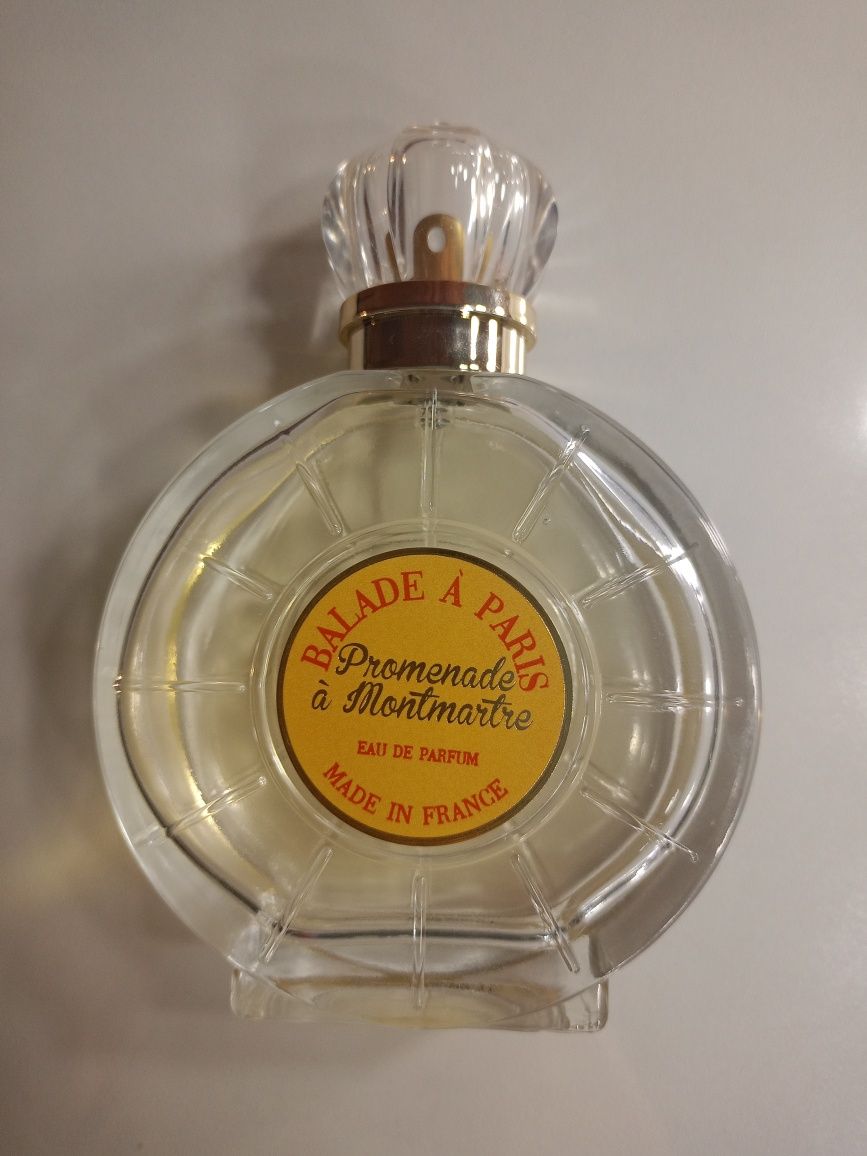 BALADE À PARIS
Promenade
à Montmartre
EAU DE PARFUM
MADE IN FRANCE